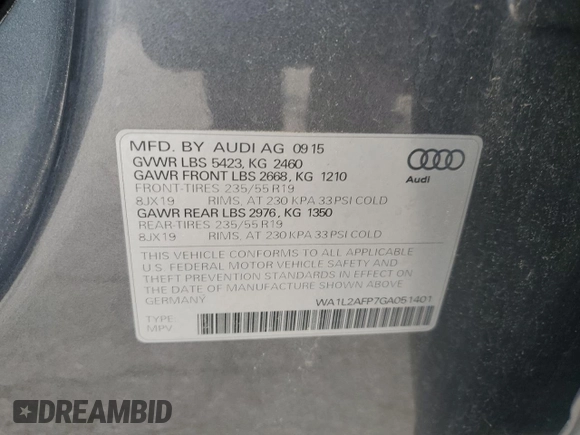 MFD. BY AUDI AG 09 15
GVWR LBS 5423, KG 2460
GAWR FRONT LBS 2668, KG 1210
FRONT-TIRES 235/55 R19
8JX19 RIMS, AT 230 KPA 33 PSI COLD
GAWR REAR LBS 2976, KG 1350
REAR-TIRES 235/55 R19
8JX19 RIMS, AT 230 KPA 33 PSI COLD
Audi
THIS VEHICLE CONFORMS TO ALL APPLICABLE
U.S. FEDERAL MOTOR VEHICLE SAFETY AND
THEFT PREVENTION STANDARDS IN EFFECT ON
THE DATE OF MANUFACTURE SHOWN ABOVE
GERMANY
WA1L2AFP7GA051401
TYPE:
MPV
DREAMBID